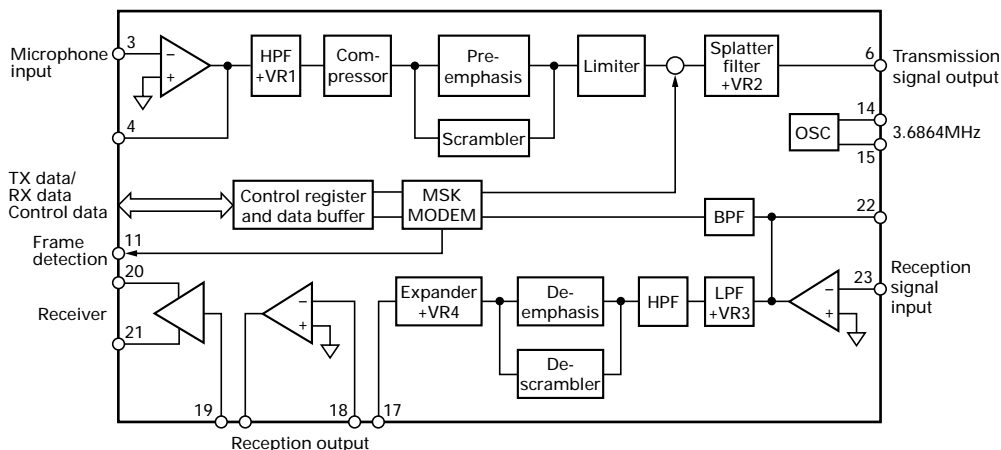 3
Microphone
input
−
+
HPF
+VR1
Com-
pressor
Pre-
emphasis
Limiter
Splatter
filter
+VR2
6
Transmission
signal output
4
Scrambler
14
OSC
3.6864MHz
15
TX data/
RX data
Control data
Control register
and data buffer
MSK
MODEM
BPF
22
Frame
detection
11
20
Receiver
21
−
+
Expander
+VR4
De-
emphasis
HPF
LPF
+VR3
−
+
23
Reception
signal
input
De-
scrambler
19
18
17
Reception output